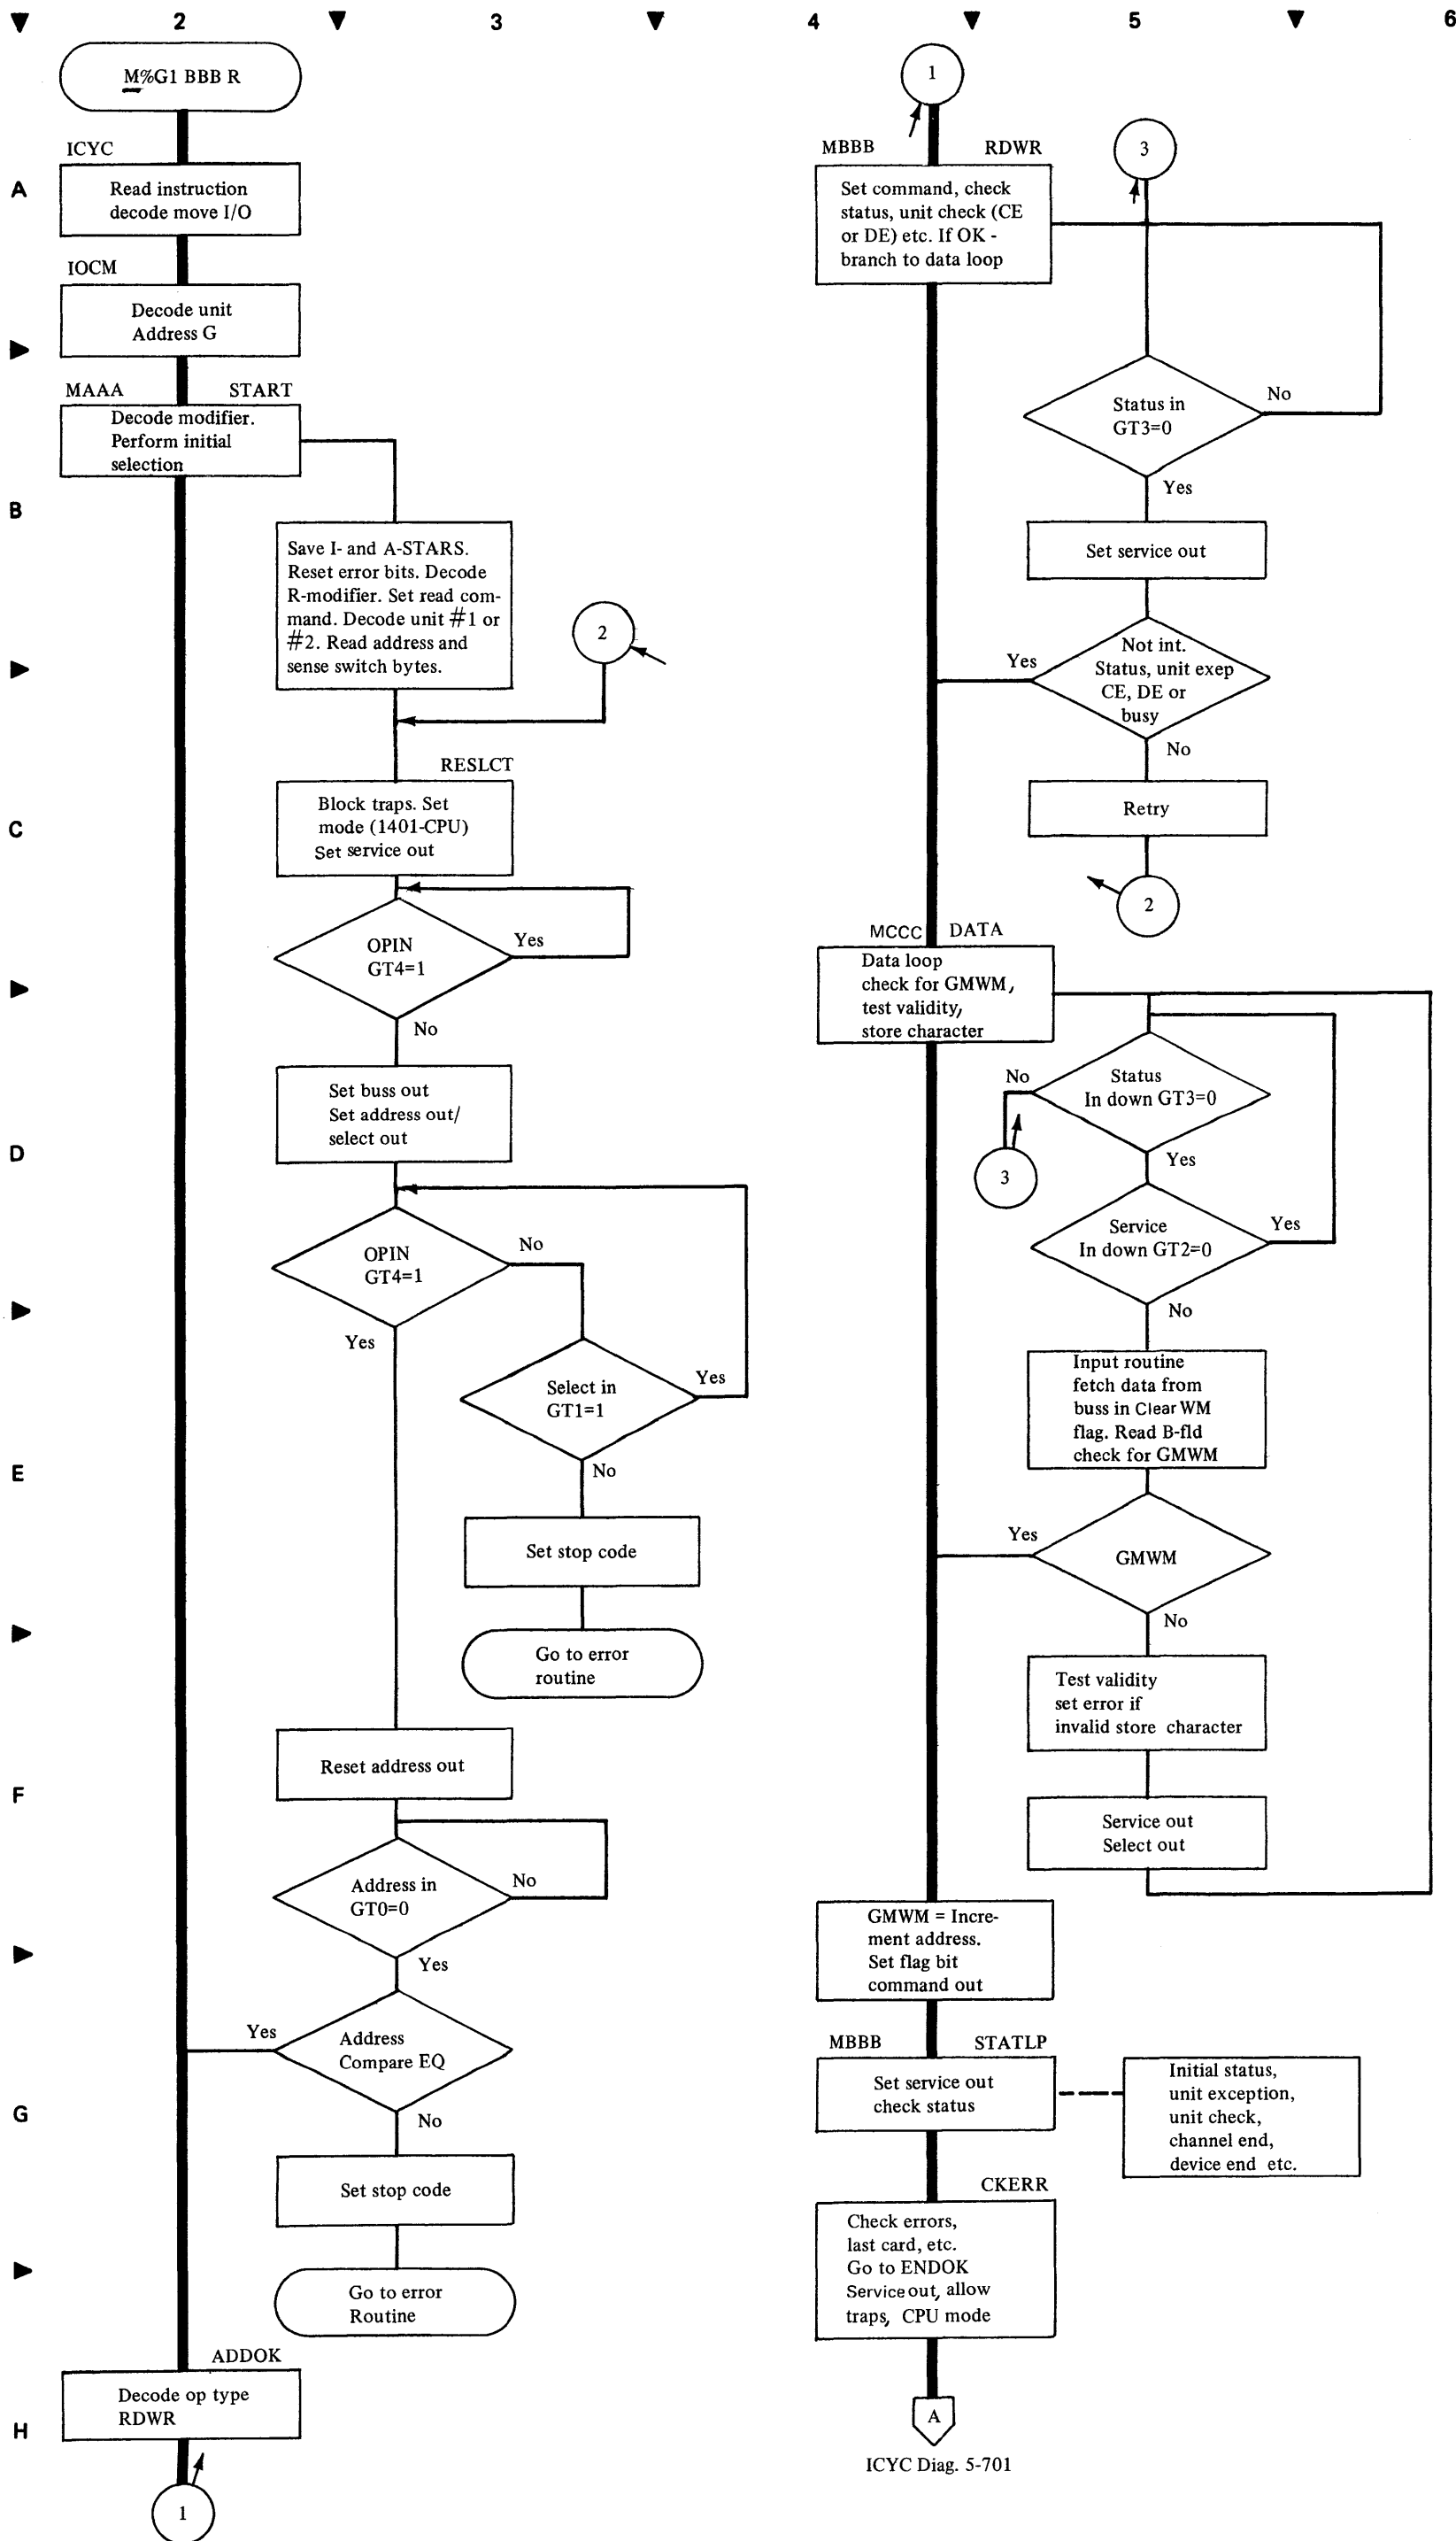 2 3 4 5 6
M%G1 BBB R
ICYC
A
Read instruction
decode move I/O
IOCM
Decode unit
Address G
MAAA START
Decode modifier.
Perform initial
selection
B
Save I- and A-STARS.
Reset error bits. Decode
R-modifier. Set read com-
mand. Decode unit #1 or
#2. Read address and
sense switch bytes.
2
RESLCT
C
Block traps. Set
mode (1401-CPU)
Set service out
OPIN
GT4=1
Yes
No
Set buss out
Set address out/
select out
D
OPIN
GT4=1
No
Yes
Select in
GT1=1
Yes
No
E
Set stop code
Go to error
routine
Reset address out
F
Address in
GT0=0
No
Yes
Address
Compare EQ
Yes
No
G
Set stop code
Go to error
Routine
ADDOK
Decode op type
RDWR
H
1
1
MBBB RDWR
Set command, check
status, unit check (CE
or DE) etc. If OK -
branch to data loop
3
Status in
GT3=0
No
Yes
Set service out
Not int.
Status, unit exep
CE, DE or
busy
Yes
No
Retry
2
MCCC DATA
Data loop
check for GMWM,
test validity,
store character
Status
In down GT3=0
No
3
Yes
Service
In down GT2=0
Yes
No
Input routine
fetch data from
buss in Clear WM
flag. Read B-fld
check for GMWM
GMWM
Yes
No
Test validity
set error if
invalid store character
Service out
Select out
GMWM = Incre-
ment address.
Set flag bit
command out
MBBB STATLP
Set service out
check status
Initial status,
unit exception,
unit check,
channel end,
device end etc.
CKERR
Check errors,
last card, etc.
Go to ENDOK
Service out, allow
traps, CPU mode
A
ICYC Diag. 5-701